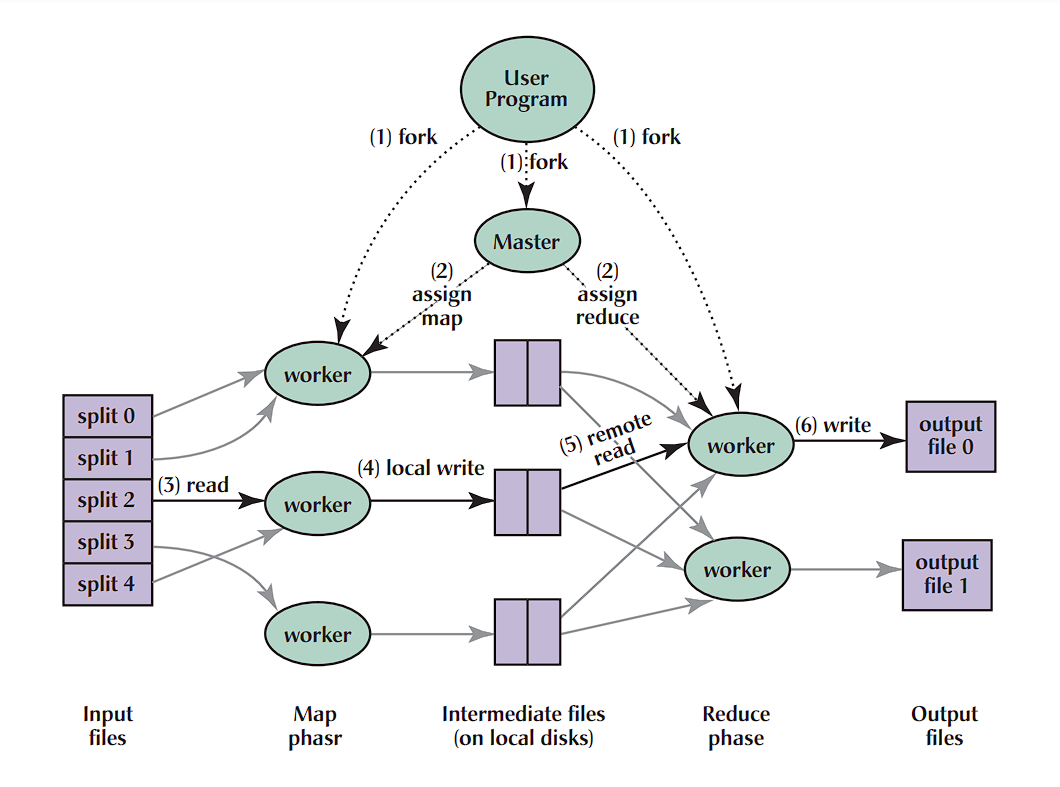 User
Program
(1) fork
(1) fork
(1) fork
Master
(2)
assign
map
(2)
assign
reduce
worker
split 0
split 1
split 2
split 3
split 4
(3) read
worker
(4) local write
worker
(5) remote
read
worker
(6) write
output
file 0
worker
output
file 1
Input
files
Map
phasr
Intermediate files
(on local disks)
Reduce
phase
Output
files